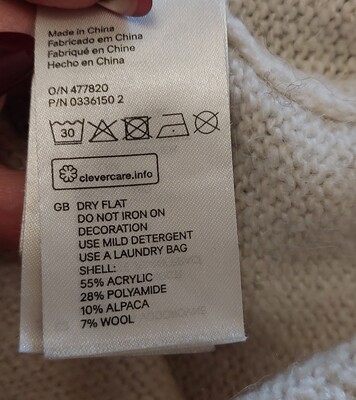 Made in China
Fabricado em China
Fabriqué en Chine
Hecho en China
O/N 477820
P/N 0336150 2
30
clevercare.info
GB DRY FLAT
DO NOT IRON ON
DECORATION
USE MILD DETERGENT
USE A LAUNDRY BAG
SHELL:
55% ACRYLIC
28% POLYAMIDE
10% ALPACA
7% WOOL